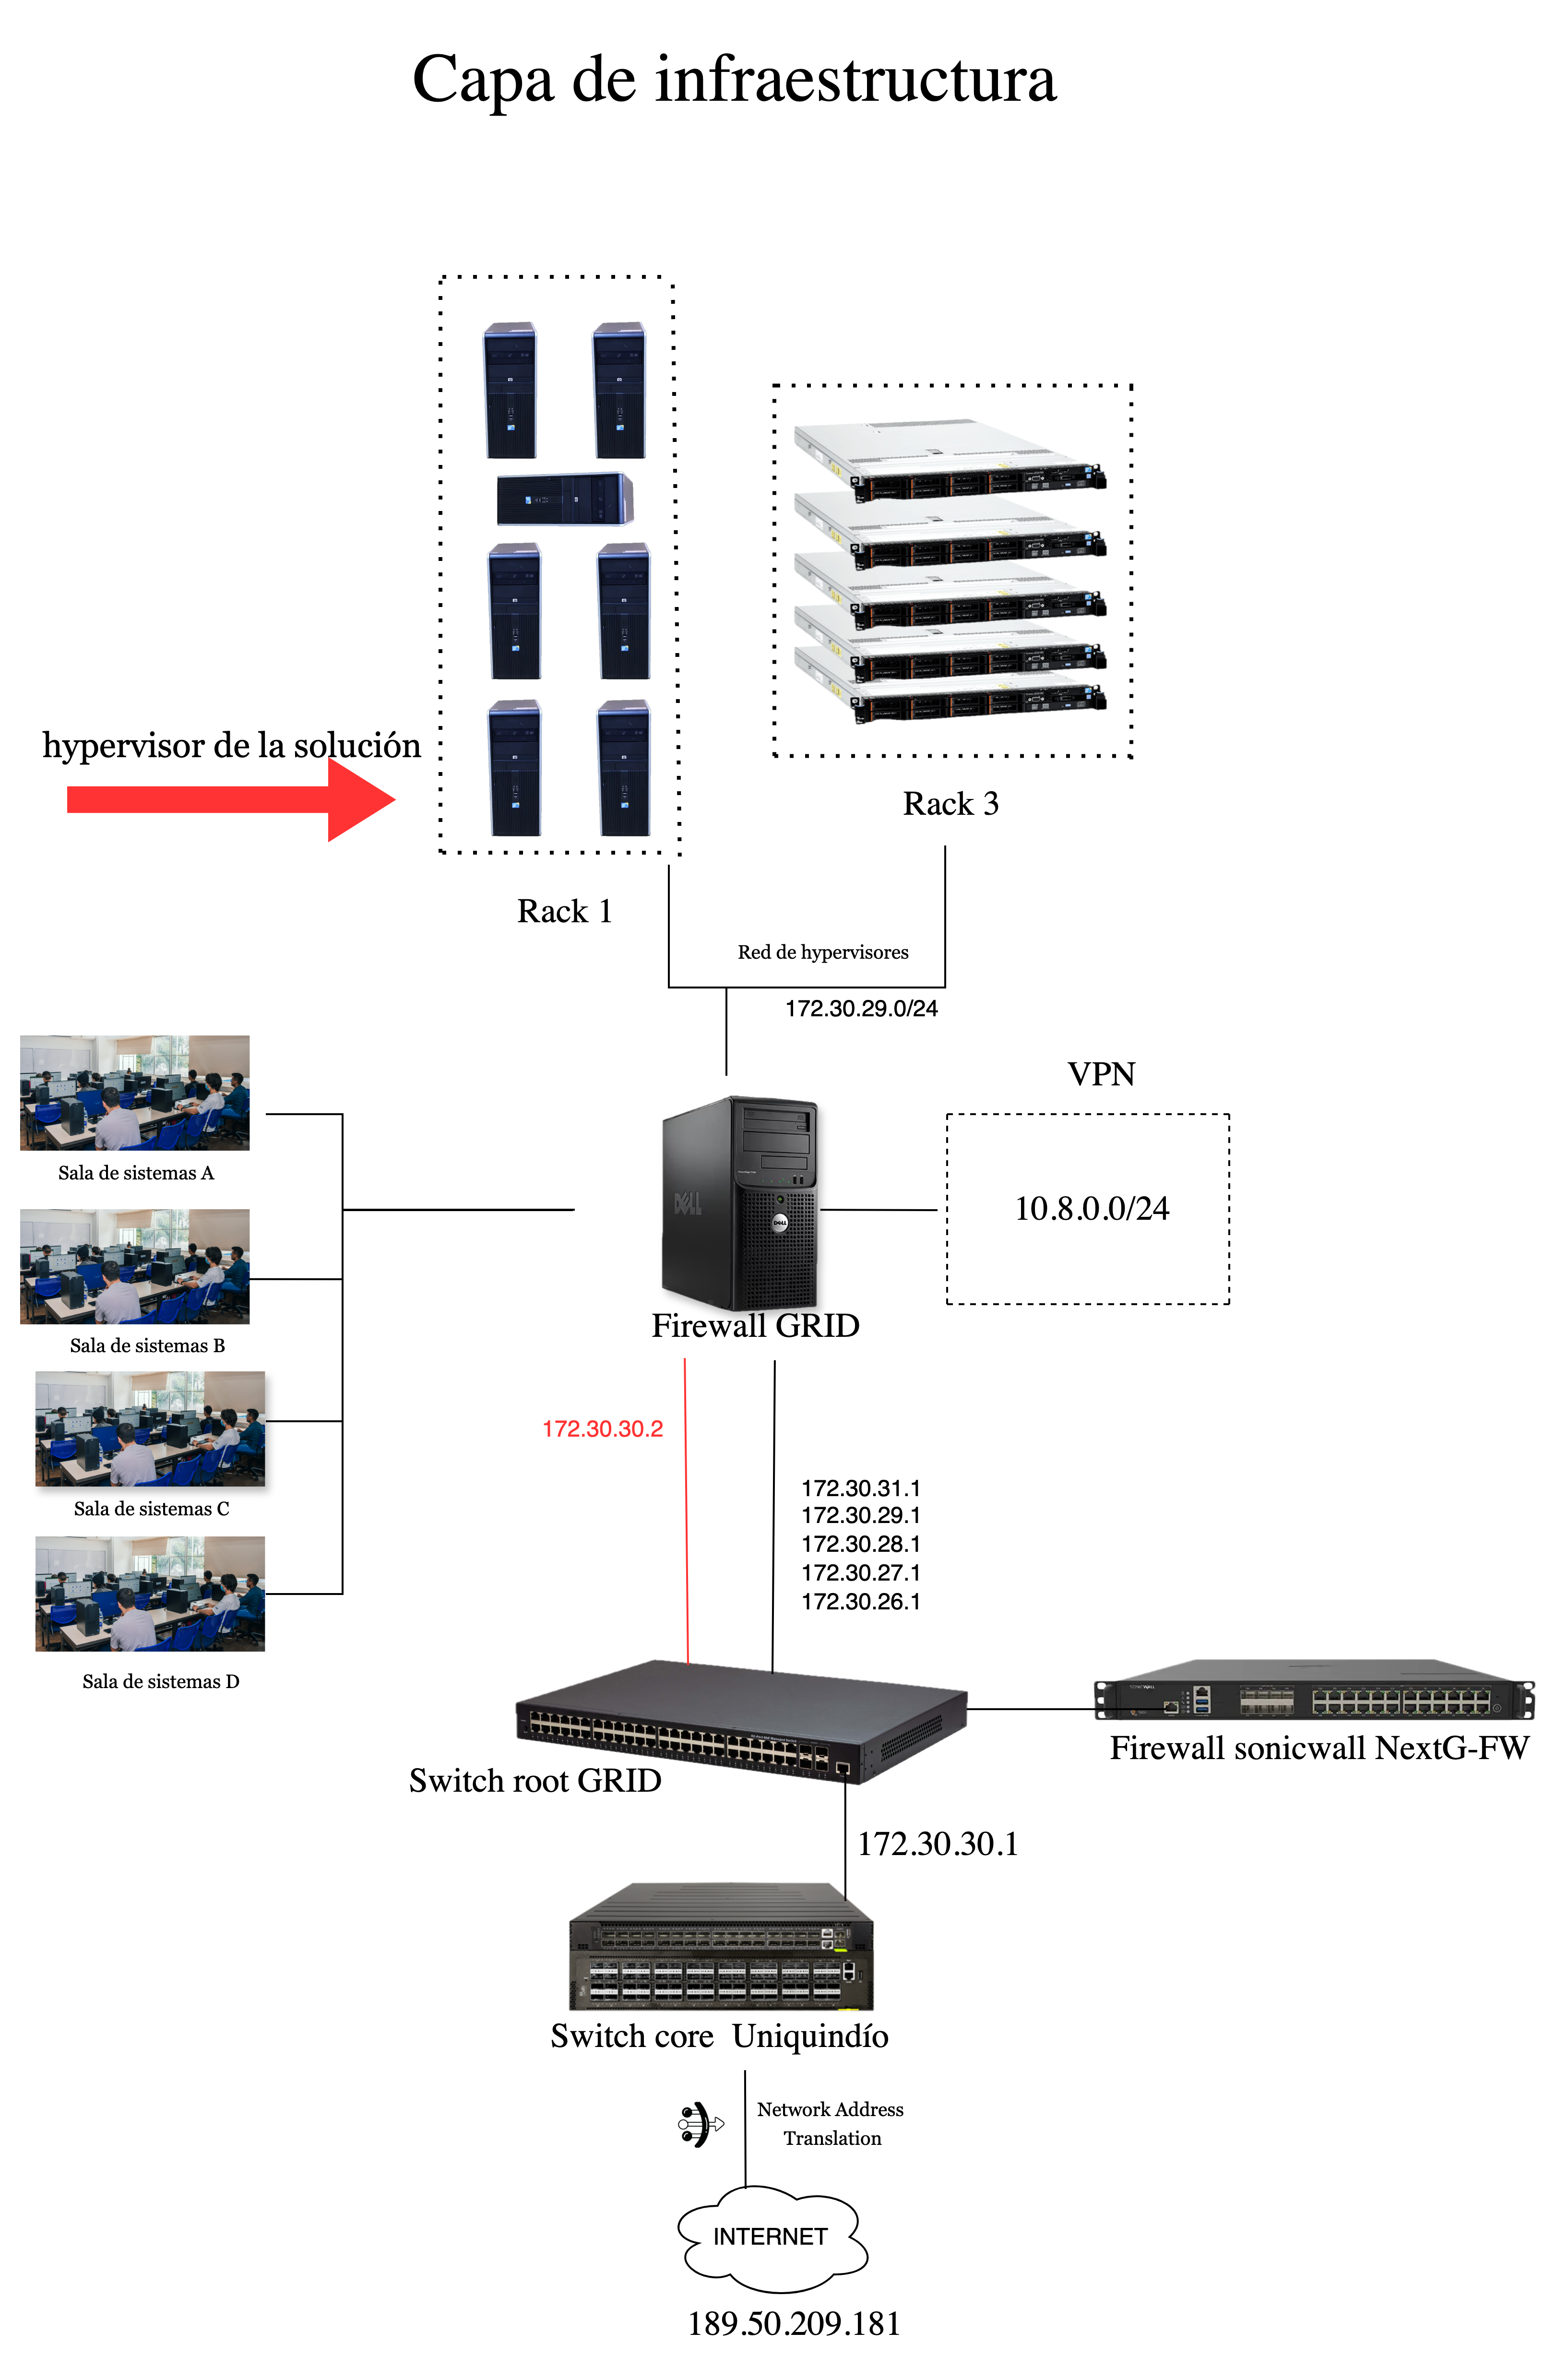 Capa de infraestructura
hypervisor de la solución
Rack 3
Rack 1
Red de hypervisores
172.30.29.0/24
VPN
10.8.0.0/24
Sala de sistemas A
Sala de sistemas B
Sala de sistemas C
Sala de sistemas D
DELL
DELL
Firewall GRID
172.30.30.2
172.30.31.1
172.30.29.1
172.30.28.1
172.30.27.1
172.30.26.1
SONICWALL
Firewall sonicwall NextG-FW
Switch root GRID
172.30.30.1
Switch core Uniquindío
Network Address
Translation
INTERNET
189.50.209.181